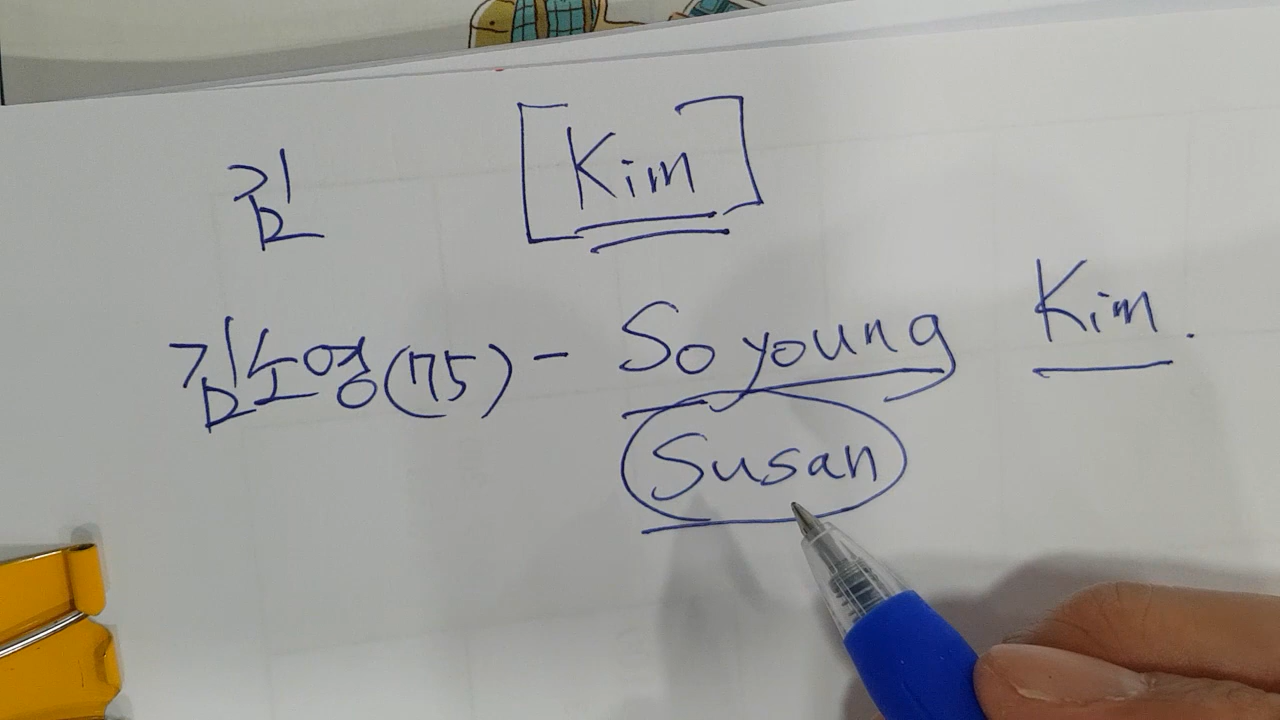 김 [Kim]
김소영(75) - So young Kim.
Susan